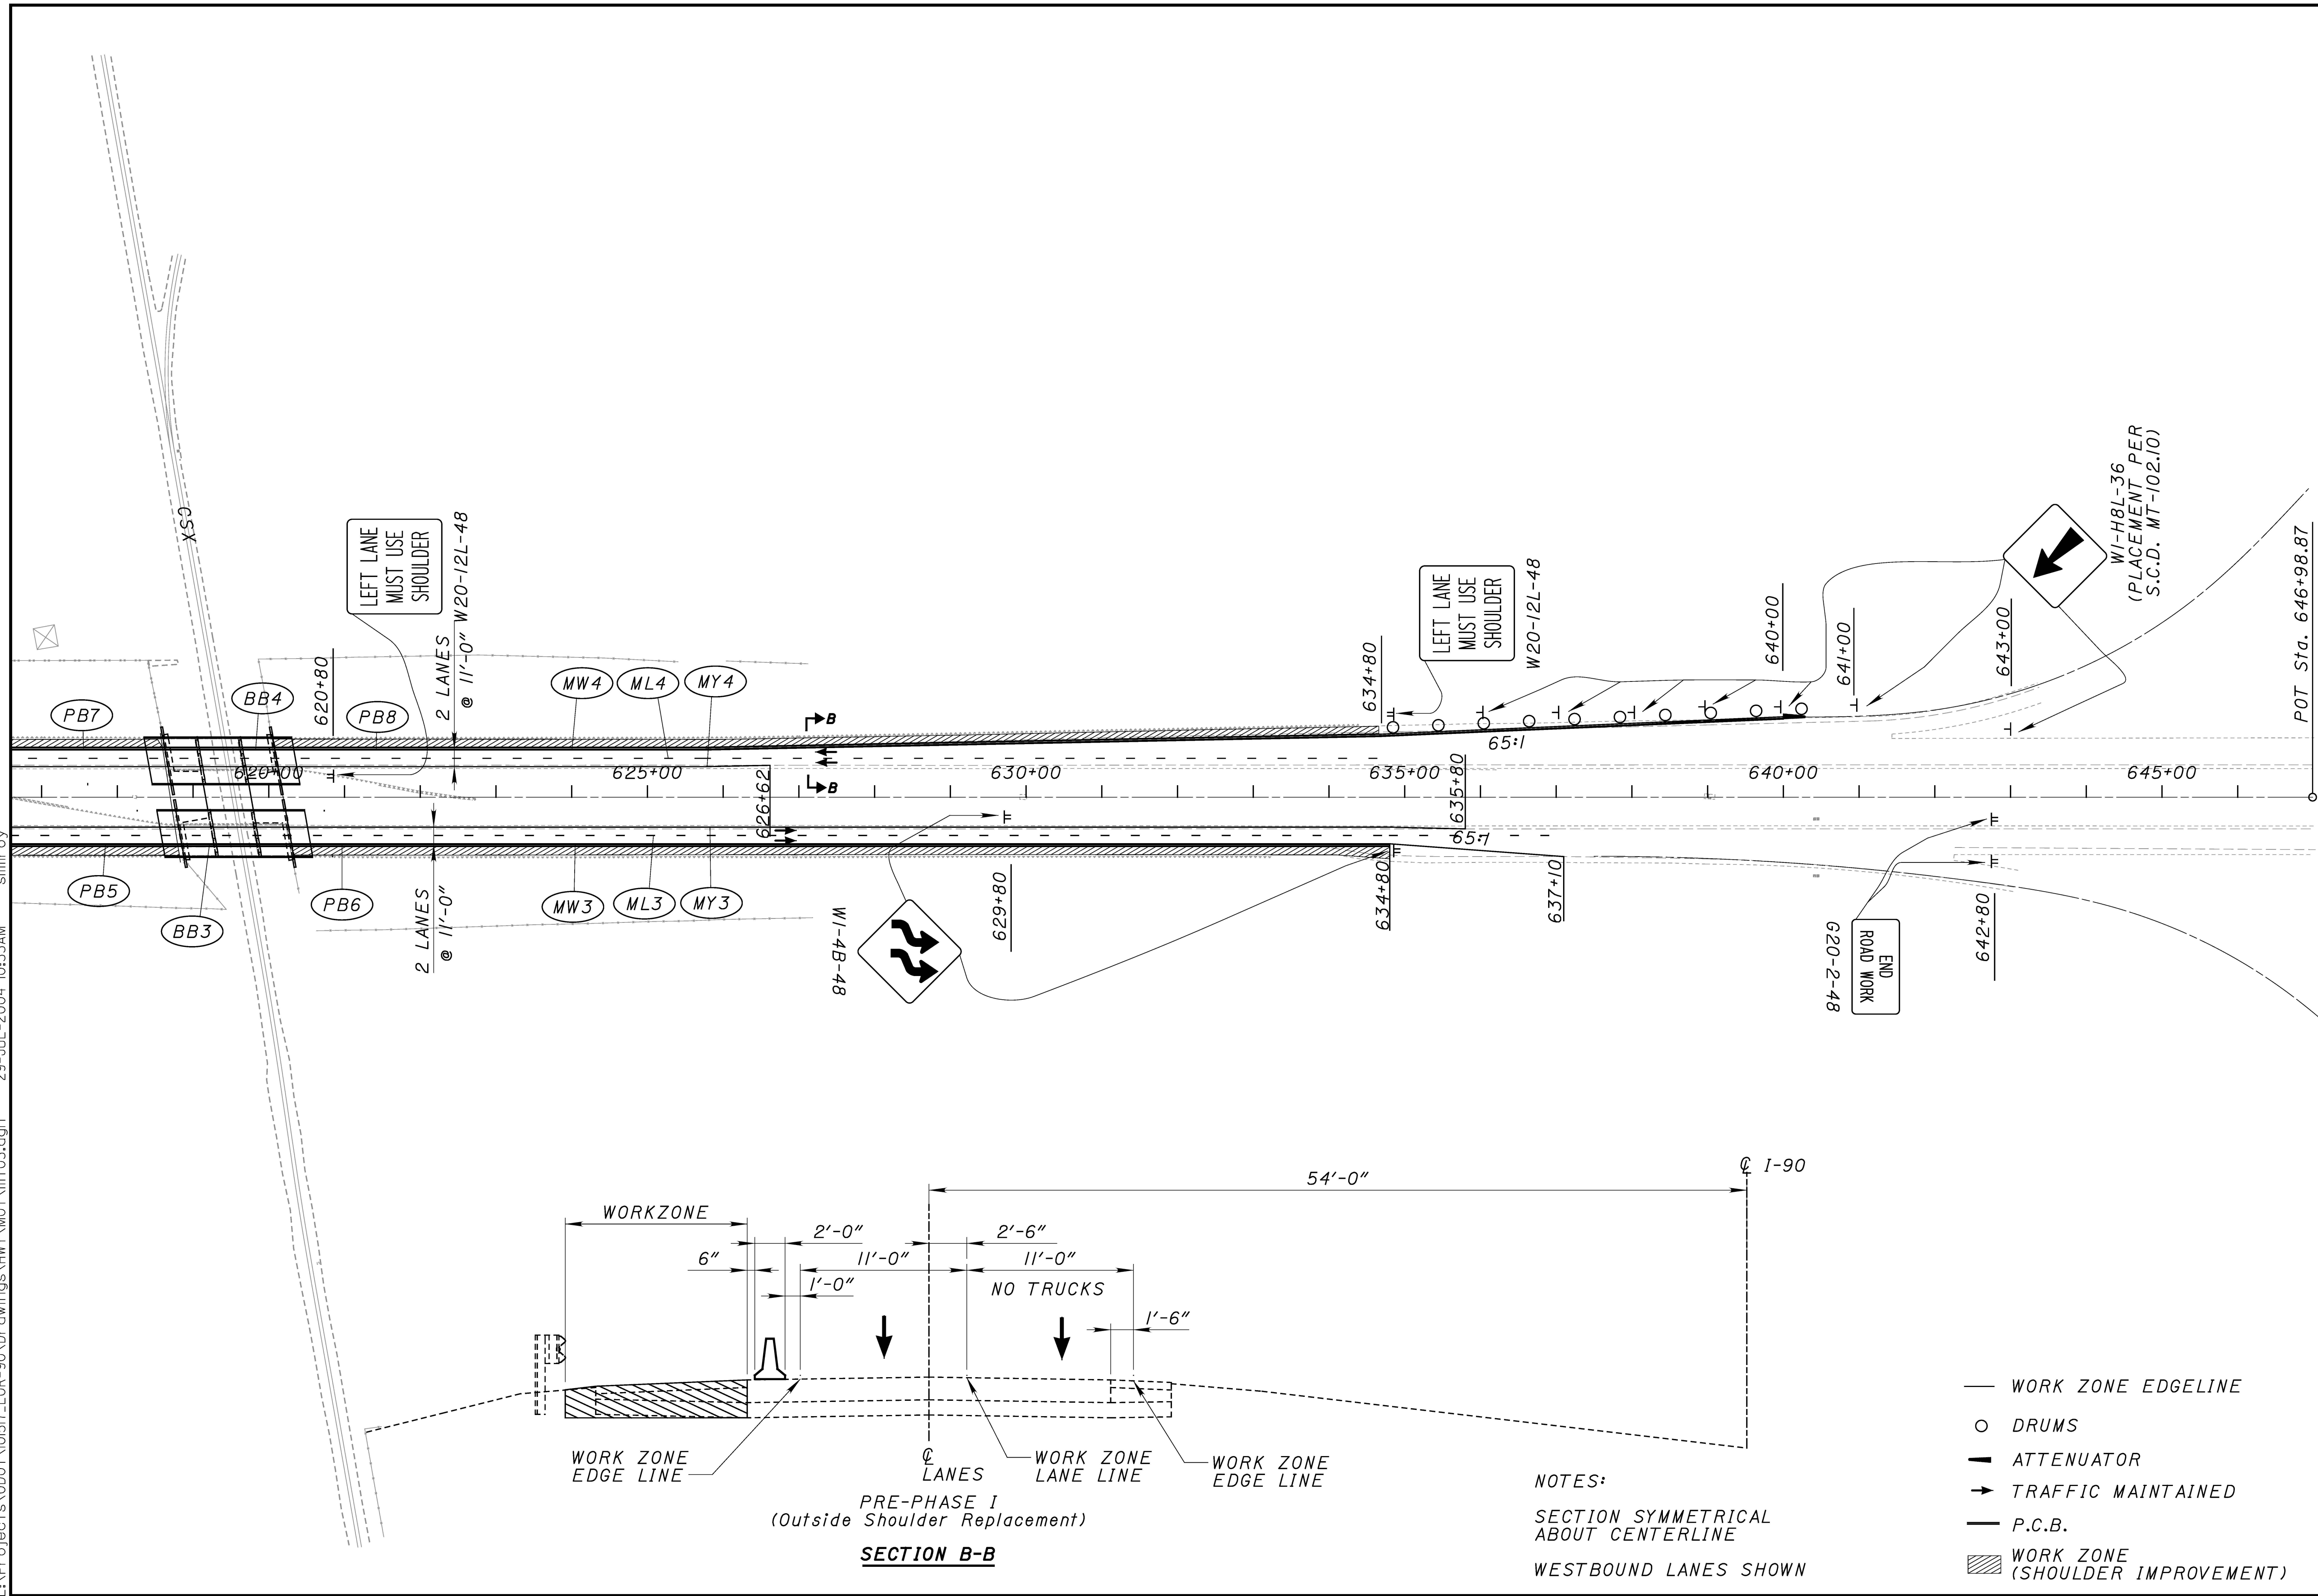 CSX
LEFT LANE
MUST USE
SHOULDER
W20-12L-48
2 LANES
@ 11'-0"
620+80
PB7
BB4
PB8
MW4
ML4
MY4
B
B
LEFT LANE
MUST USE
SHOULDER
W20-12L-48
634+80
640+00
641+00
643+00
W1-H8L-36
(PLACEMENT PER
S.C.D. MT-102.10)
POT Sta. 646+98.87
65:1
620+00
625+00
630+00
635+00
640+00
645+00
626+62
635+80
65:1
PB5
BB3
PB6
2 LANES
@ 11'-0"
MW3
ML3
MY3
W1-4B-48
629+80
634+80
637+10
G20-2-48
END
ROAD WORK
642+80
29-JUL-2004 10:53AM
54'-0"
℄ I-90
WORKZONE
2'-0"
2'-6"
6"
11'-0"
11'-0"
1'-0"
NO TRUCKS
1'-6"
WORK ZONE
EDGE LINE
℄
LANES
WORK ZONE
LANE LINE
WORK ZONE
EDGE LINE
PRE-PHASE I
(Outside Shoulder Replacement)
SECTION B-B
NOTES:
SECTION SYMMETRICAL
ABOUT CENTERLINE
WESTBOUND LANES SHOWN
WORK ZONE EDGELINE
DRUMS
ATTENUATOR
TRAFFIC MAINTAINED
P.C.B.
WORK ZONE
(SHOULDER IMPROVEMENT)